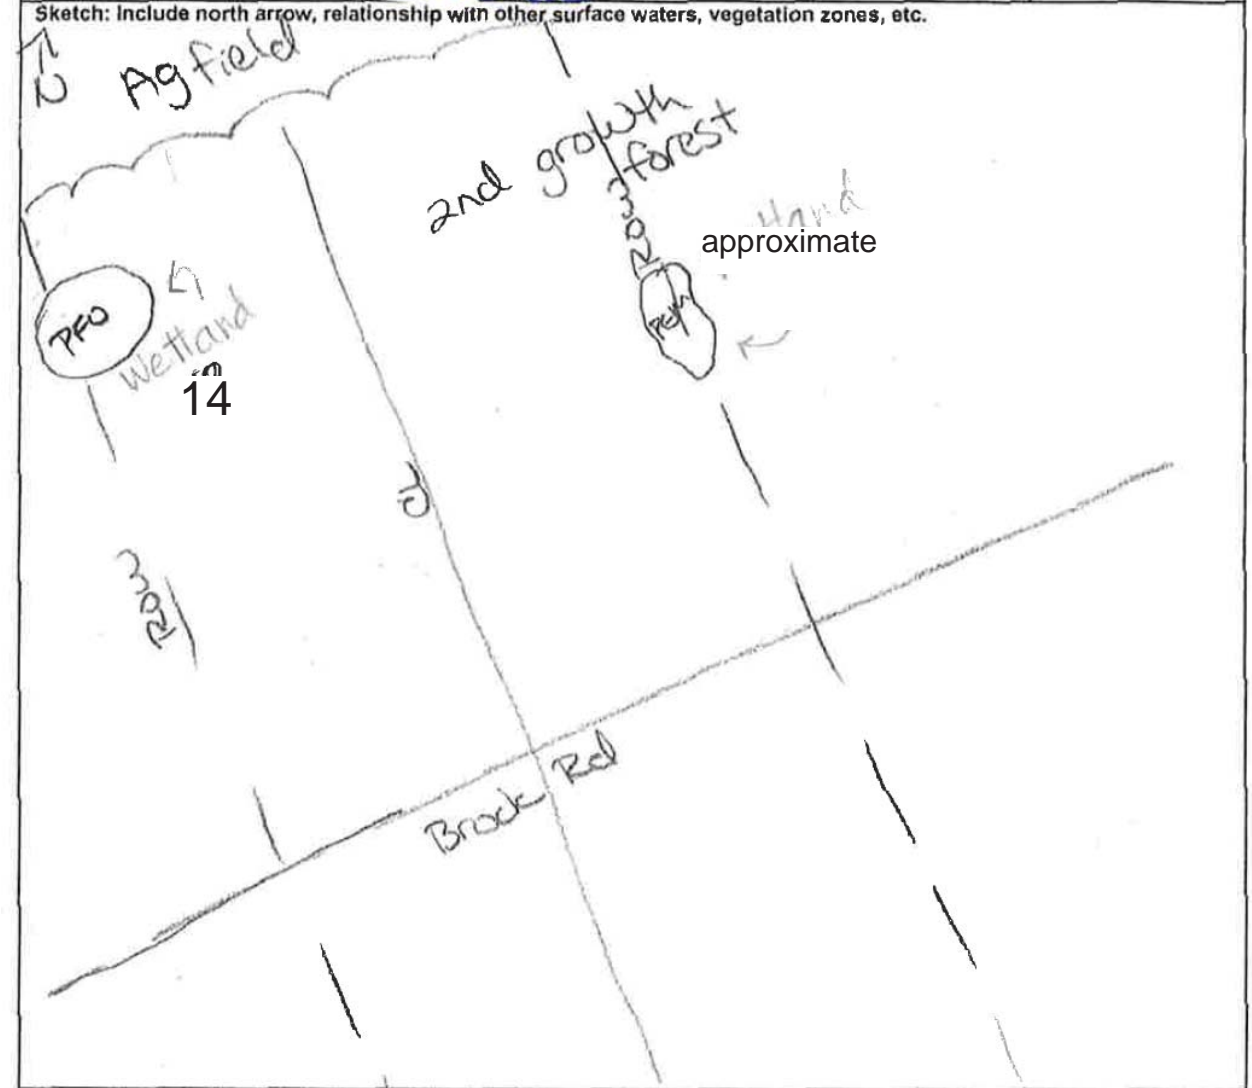 Sketch: Include north arrow, relationship with other surface waters, vegetation zones, etc.
N
Ag field
2nd growth
forest
ROW
approximate
PFO
Wetland
14
PEM
CL
ROW
Brock Rd